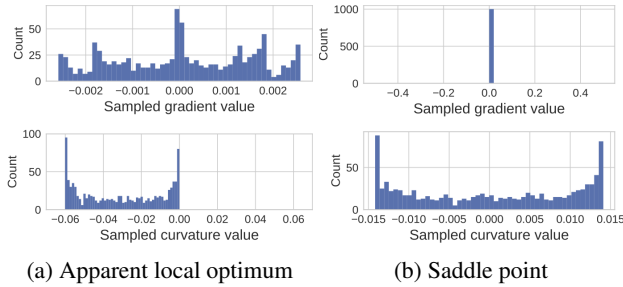 50
25
0
Count
−0.002 −0.001 0.000 0.001 0.002
Sampled gradient value
1000
500
0
Count
−0.4 −0.2 0.0 0.2 0.4
Sampled gradient value
100
50
0
Count
−0.06 −0.04 −0.02 0.00 0.02 0.04 0.06
Sampled curvature value
50
0
Count
−0.015 −0.010 −0.005 0.000 0.005 0.010 0.015
Sampled curvature value
(a) Apparent local optimum
(b) Saddle point